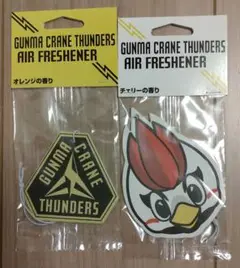 GUNMA CRANE THUNDERS
AIR FRESHENER
オレンジの香り
GUNMA
CRANE
THUNDERS
GUNMA CRANE THUNDERS
AIR FRESHENER
チェリーの香り